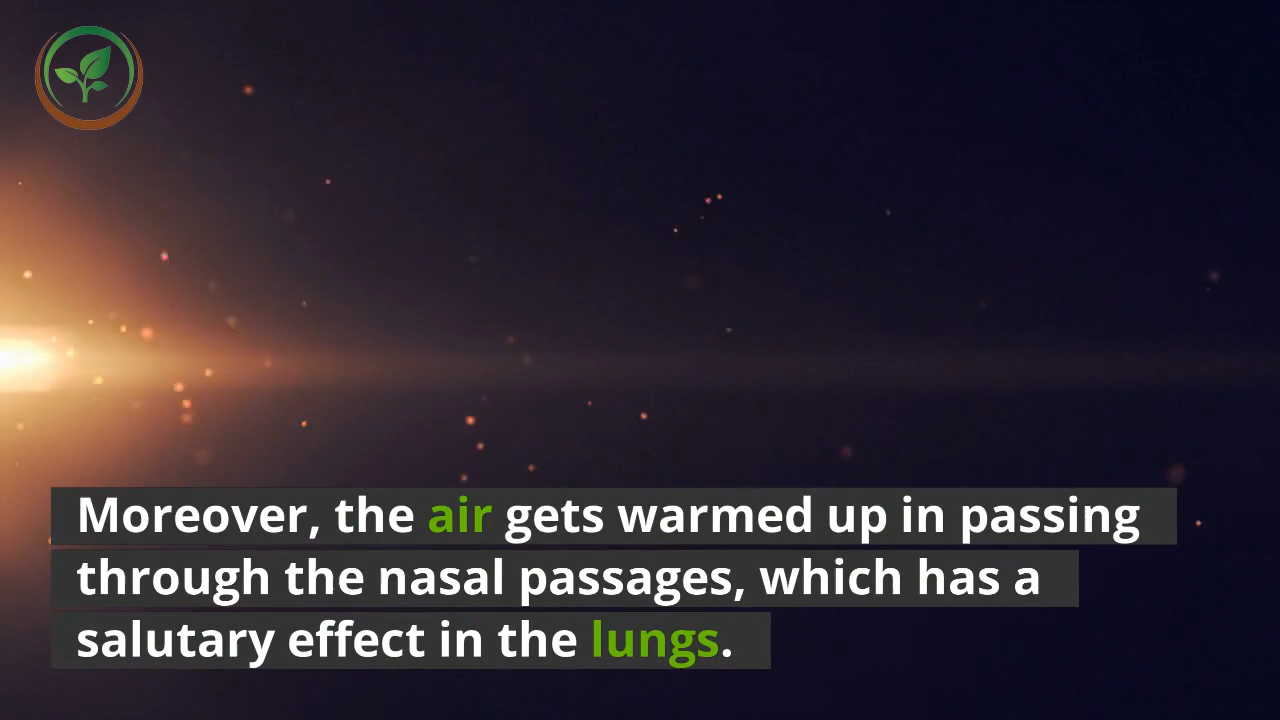 Moreover, the air gets warmed up in passing
through the nasal passages, which has a
salutary effect in the lungs.